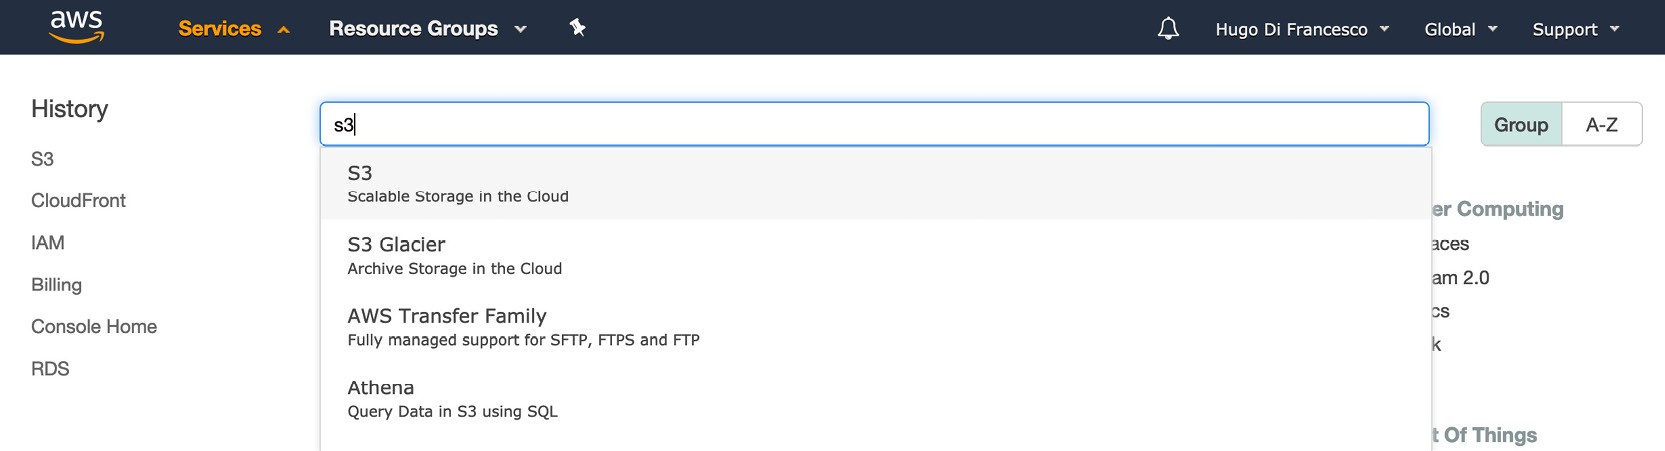 aws Services Resource Groups Hugo Di Francesco Global Support
History
S3
CloudFront
IAM
Billing
Console Home
RDS
s3
Group A-Z
S3
Scalable Storage in the Cloud
S3 Glacier
Archive Storage in the Cloud
AWS Transfer Family
Fully managed support for SFTP, FTPS and FTP
Athena
Query Data in S3 using SQL
er Computing
aces
am 2.0
cs
k
t Of Things